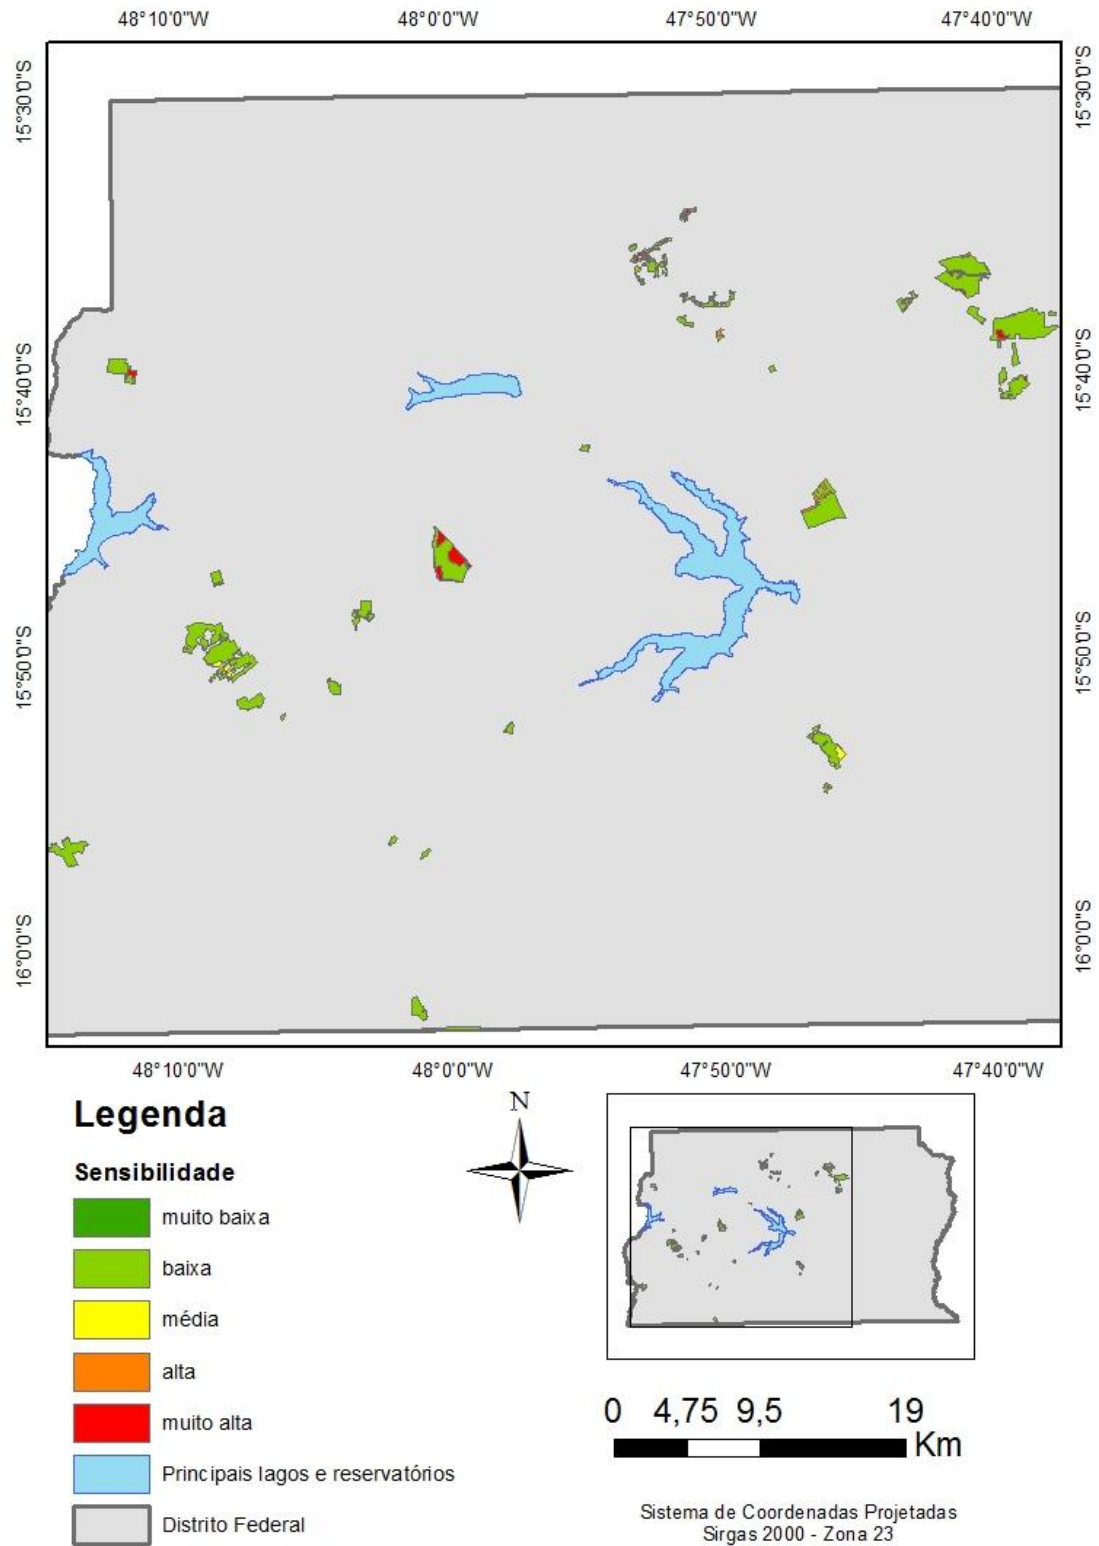 48°10'0"W 48°0'0"W 47°50'0"W 47°40'0"W
15°30'0"S 15°30'0"S
15°40'0"S 15°40'0"S
15°50'0"S 15°50'0"S
16°0'0"S 16°0'0"S
48°10'0"W 48°0'0"W 47°50'0"W 47°40'0"W
Legenda
Sensibilidade
muito baixa
baixa
média
alta
muito alta
Principais lagos e reservatórios
Distrito Federal
N
0 4,75 9,5 19
Km
Sistema de Coordenadas Projetadas
Sirgas 2000 - Zona 23